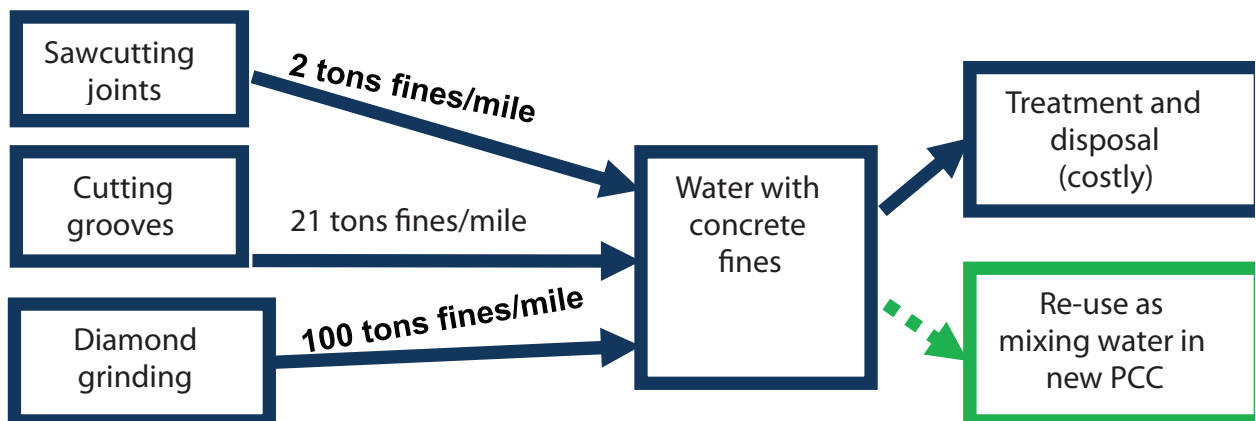 Sawcutting
joints
2 tons fines/mile
Cutting
grooves
21 tons fines/mile
Diamond
grinding
100 tons fines/mile
Water with
concrete
fines
Treatment and
disposal
(costly)
Re-use as
mixing water in
new PCC